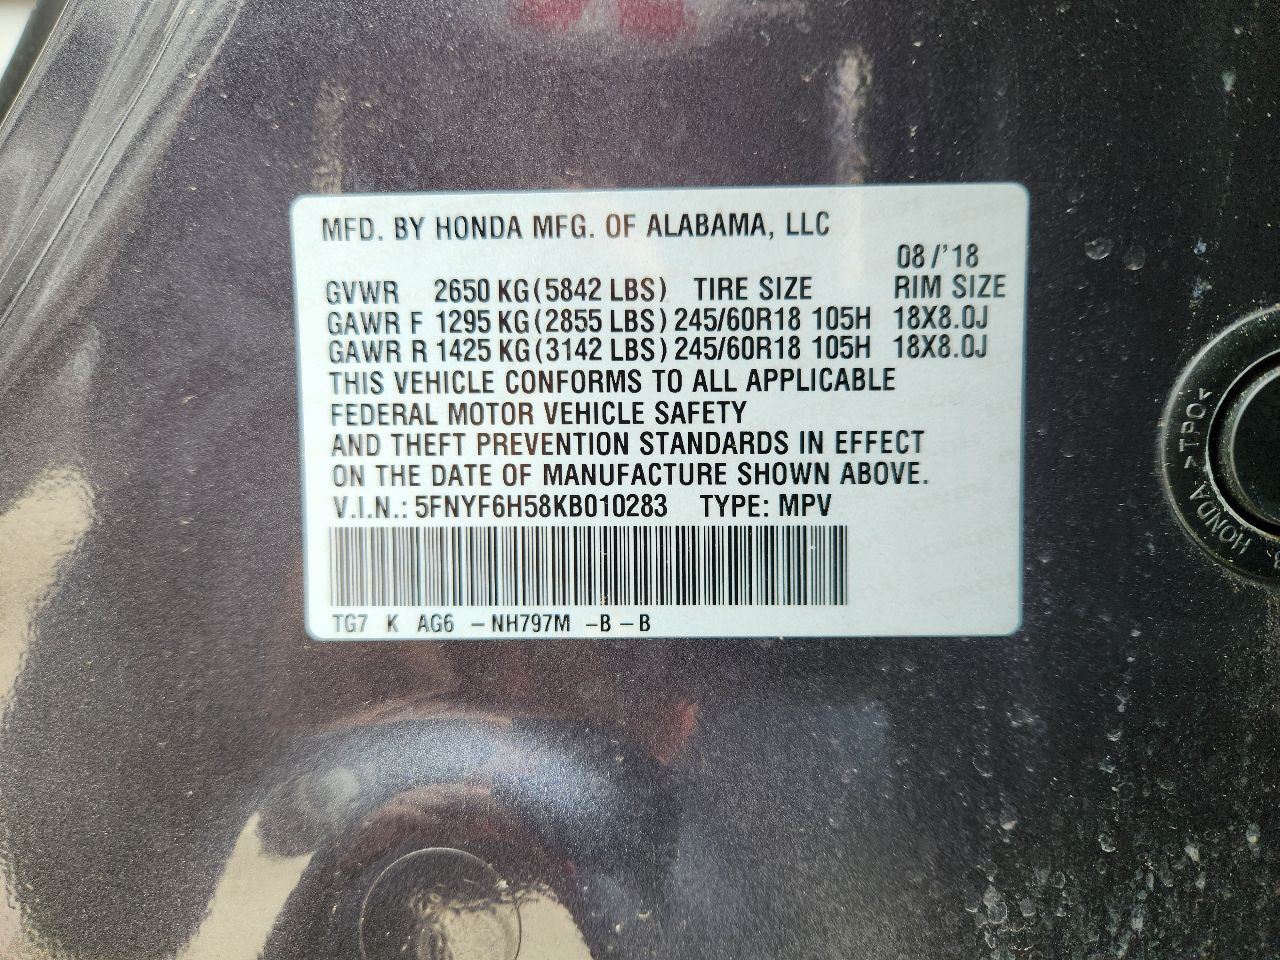 MFD. BY HONDA MFG. OF ALABAMA, LLC
08/'18
GVWR 2650 KG(5842 LBS) TIRE SIZE RIM SIZE
GAWR F 1295 KG(2855 LBS) 245/60R18 105H 18X8.0J
GAWR R 1425 KG(3142 LBS) 245/60R18 105H 18X8.0J
THIS VEHICLE CONFORMS TO ALL APPLICABLE
FEDERAL MOTOR VEHICLE SAFETY
AND THEFT PREVENTION STANDARDS IN EFFECT
ON THE DATE OF MANUFACTURE SHOWN ABOVE.
V.I.N.: 5FNYF6H58KB010283 TYPE: MPV
TG7 K AG6 -NH797M -B -B
HONDA >TPO<